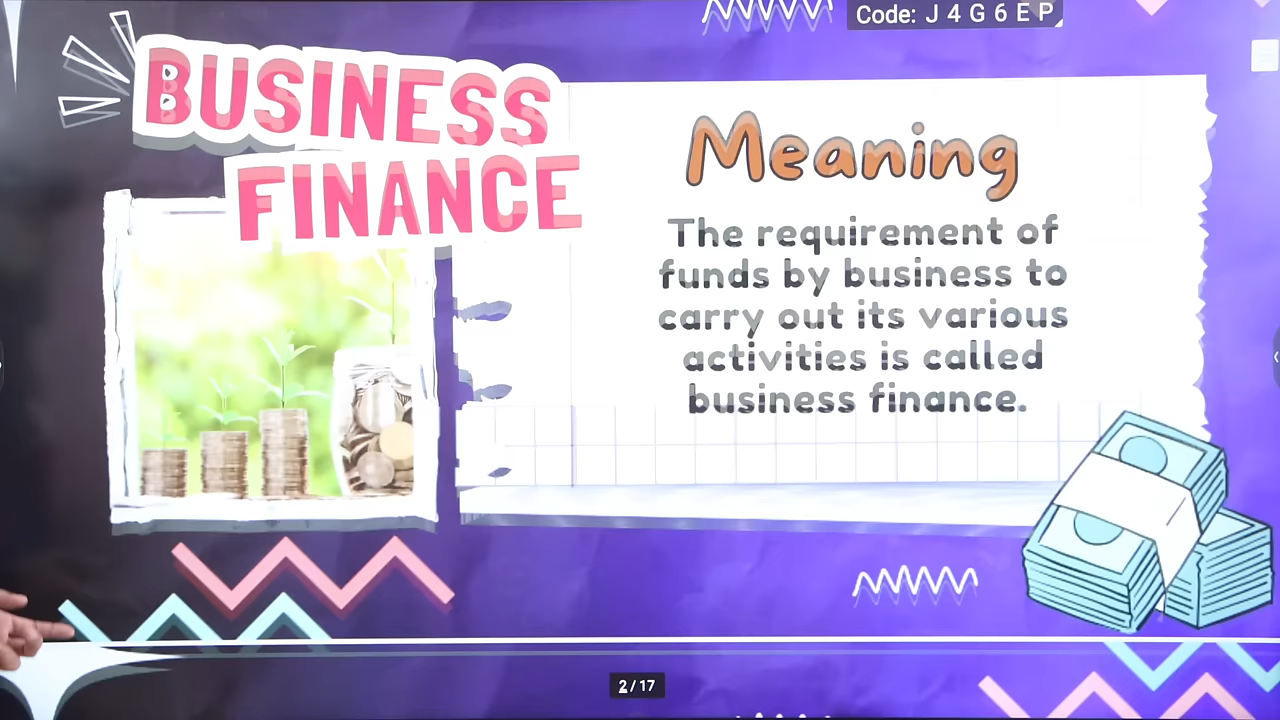 Code: J 4 G 6 E P
BUSINESS
FINANCE
Meaning
The requirement of
funds by business to
carry out its various
activities is called
business finance.
2 / 17